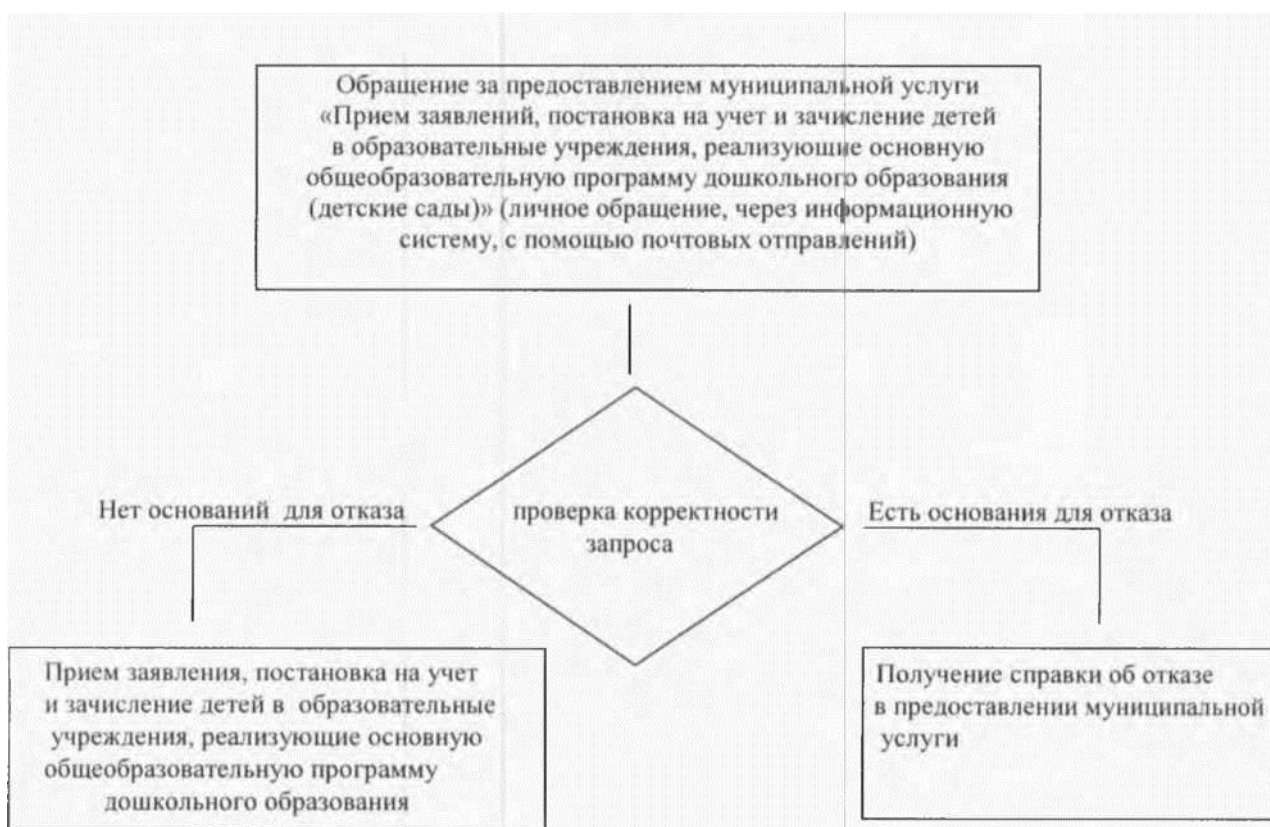 Обращение за предоставлением муниципальной услуги
«Прием заявлений, постановка на учет и зачисление детей
в образовательные учреждения, реализующие основную
общеобразовательную программу дошкольного образования
(детские сады)» (личное обращение, через информационную
систему, с помощью почтовых отправлений)
Нет оснований для отказа
проверка корректности
запроса
Есть основания для отказа
Прием заявления, постановка на учет
и зачисление детей в образовательные
учреждения, реализующие основную
общеобразовательную программу
дошкольного образования
Получение справки об отказе
в предоставлении муниципальной
услуги